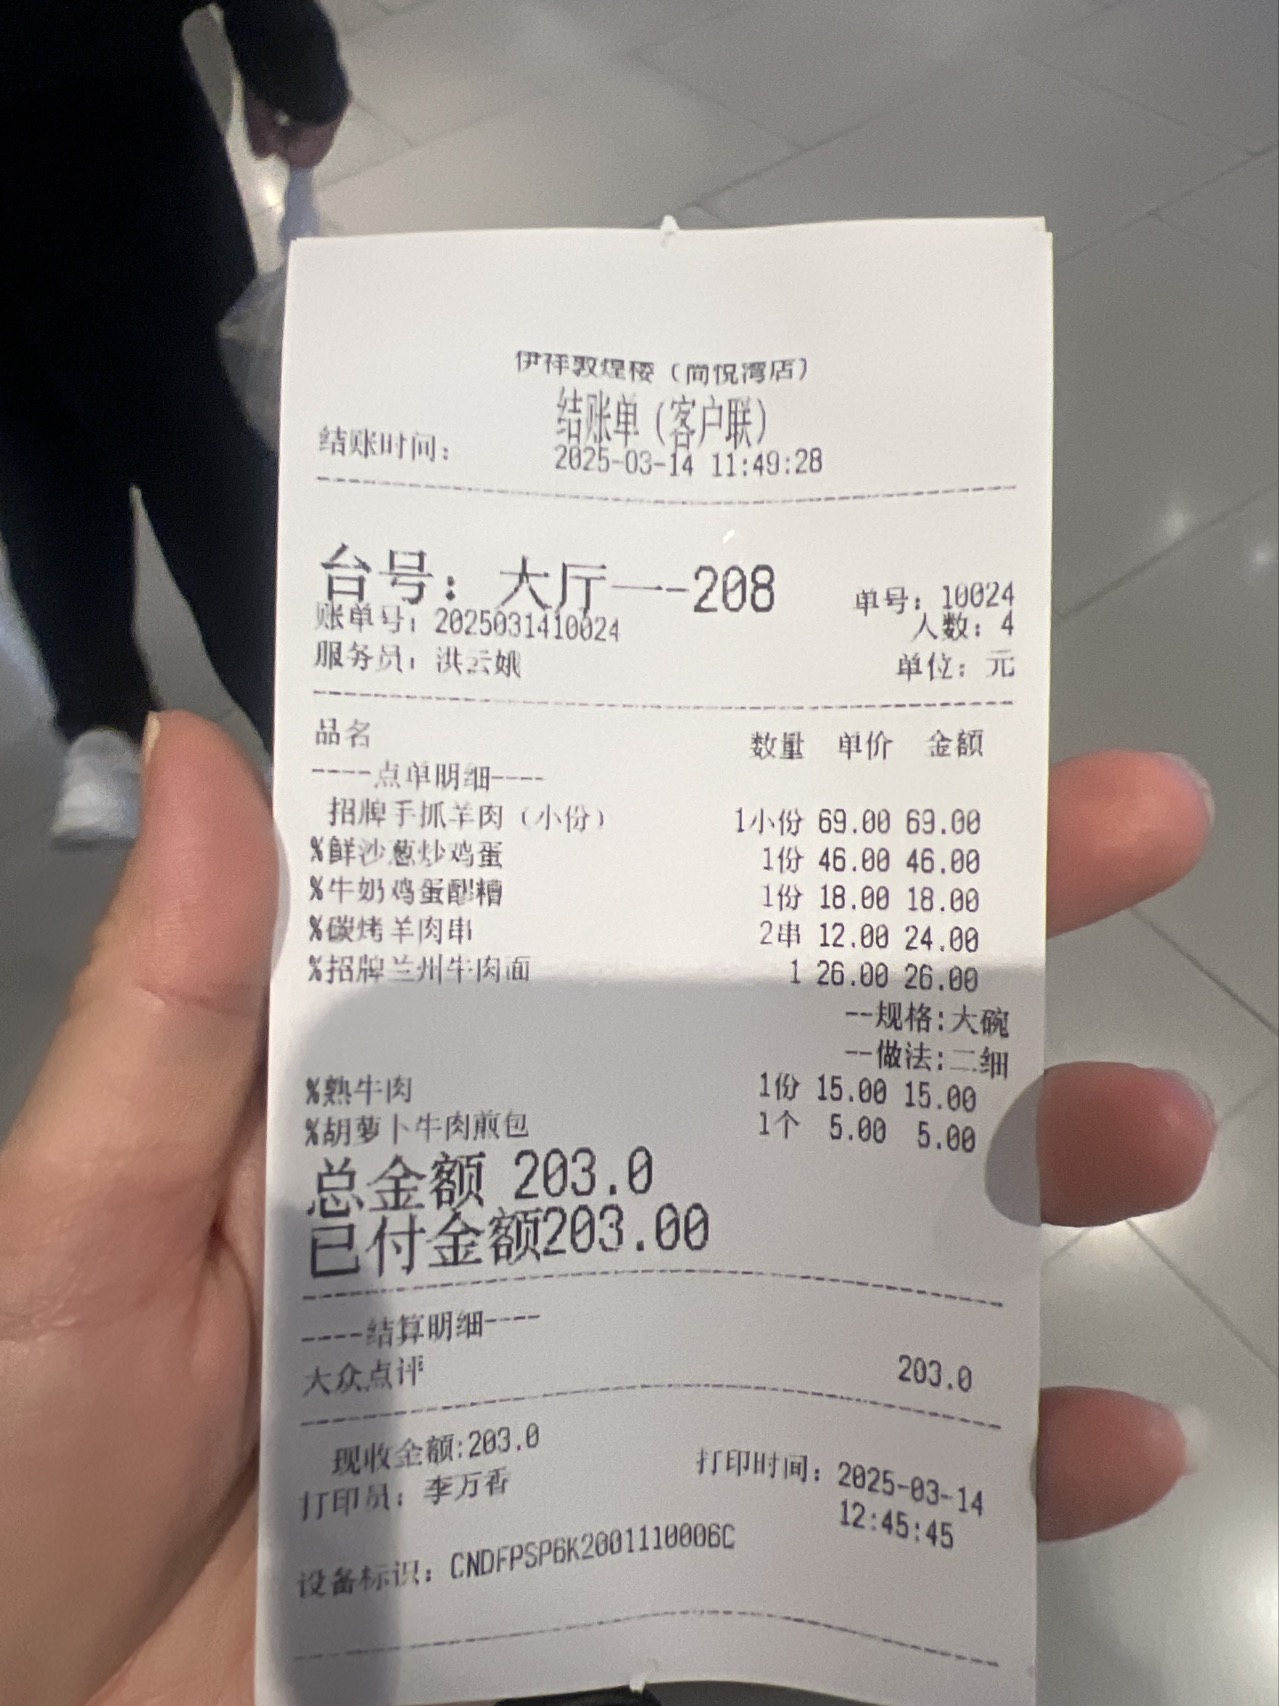 伊祥敦煌楼（尚悦湾店）
结账单（客户联）
结账时间： 2025-03-14 11:49:28
台号：大厅一-208 单号：10024
账单号：2025031410024 人数：4
服务员：洪云娥 单位：元
品名 数量 单价 金额
----点单明细----
招牌手抓羊肉（小份） 1小份 69.00 69.00
%鲜沙葱炒鸡蛋 1份 46.00 46.00
%牛奶鸡蛋醪糟 1份 18.00 18.00
%碳烤羊肉串 2串 12.00 24.00
%招牌兰州牛肉面 1 26.00 26.00
--规格:大碗
--做法:二细
%熟牛肉 1份 15.00 15.00
%胡萝卜牛肉煎包 1个 5.00 5.00
总金额 203.0
已付金额203.00
----结算明细----
大众点评 203.0
现收金额:203.0
打印员：李万香 打印时间：2025-03-14
12:45:45
设备标识：CNDFPSP6K2001110006C